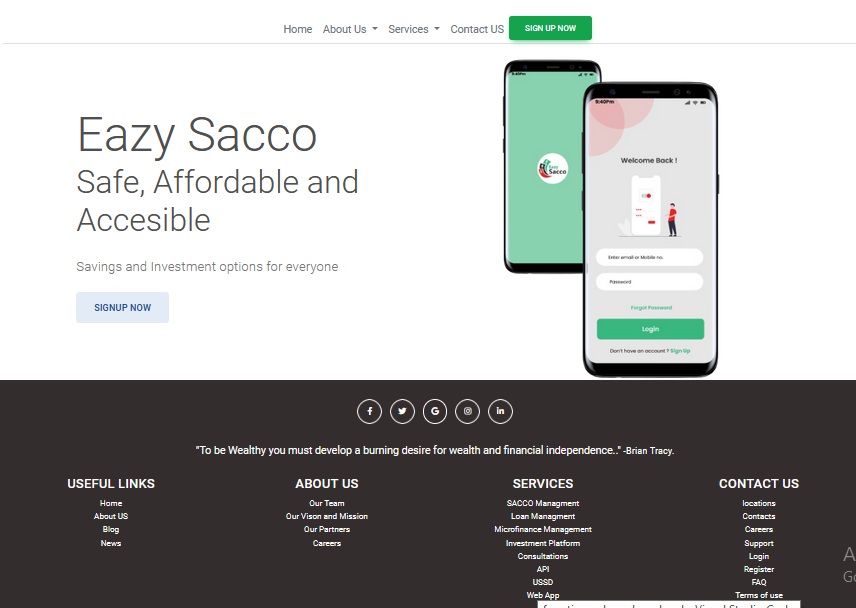 Home About Us Services Contact US SIGN UP NOW
Eazy Sacco
Safe, Affordable and
Accesible
Savings and Investment options for everyone
SIGNUP NOW
9:40Pm
Eazy
Sacco
9:40Pm
Welcome Back !
Enter email or Mobile no.
Password
Forgot Password
Login
Don't have an account ? Sign Up
"To be Wealthy you must develop a burning desire for wealth and financial independence.." -Brian Tracy.
USEFUL LINKS
Home
About US
Blog
News
ABOUT US
Our Team
Our Vison and Mission
Our Partners
Careers
SERVICES
SACCO Managment
Loan Managment
Microfinance Managment
Investment Platform
Consultations
API
USSD
Web App
CONTACT US
locations
Contacts
Careers
Support
Login
Register
FAQ
Terms of use